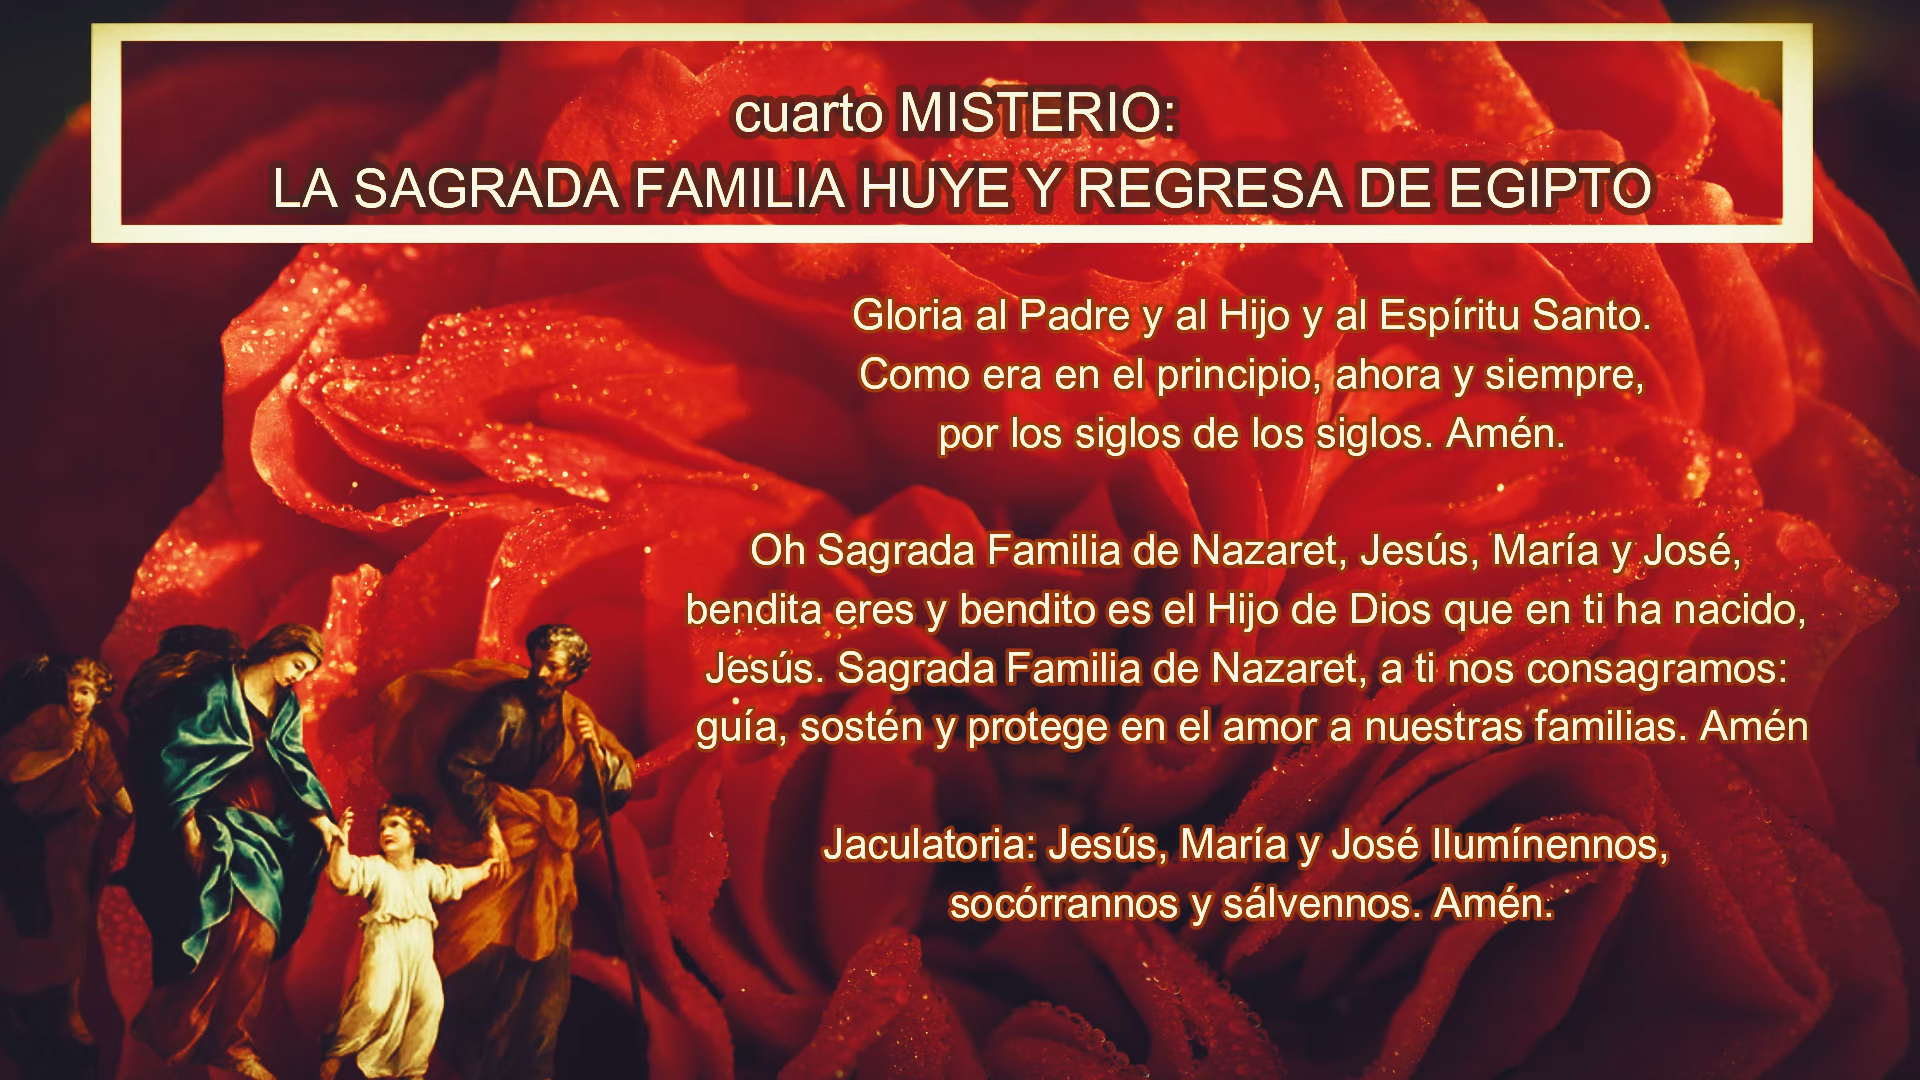 cuarto MISTERIO:
LA SAGRADA FAMILIA HUYE Y REGRESA DE EGIPTO
Gloria al Padre y al Hijo y al Espíritu Santo.
Como era en el principio, ahora y siempre,
por los siglos de los siglos. Amén.
Oh Sagrada Familia de Nazaret, Jesús, María y José,
bendita eres y bendito es el Hijo de Dios que en ti ha nacido,
Jesús. Sagrada Familia de Nazaret, a ti nos consagramos:
guía, sostén y protege en el amor a nuestras familias. Amén
Jaculatoria: Jesús, María y José Ilumínennos,
socórrannos y sálvennos. Amén.